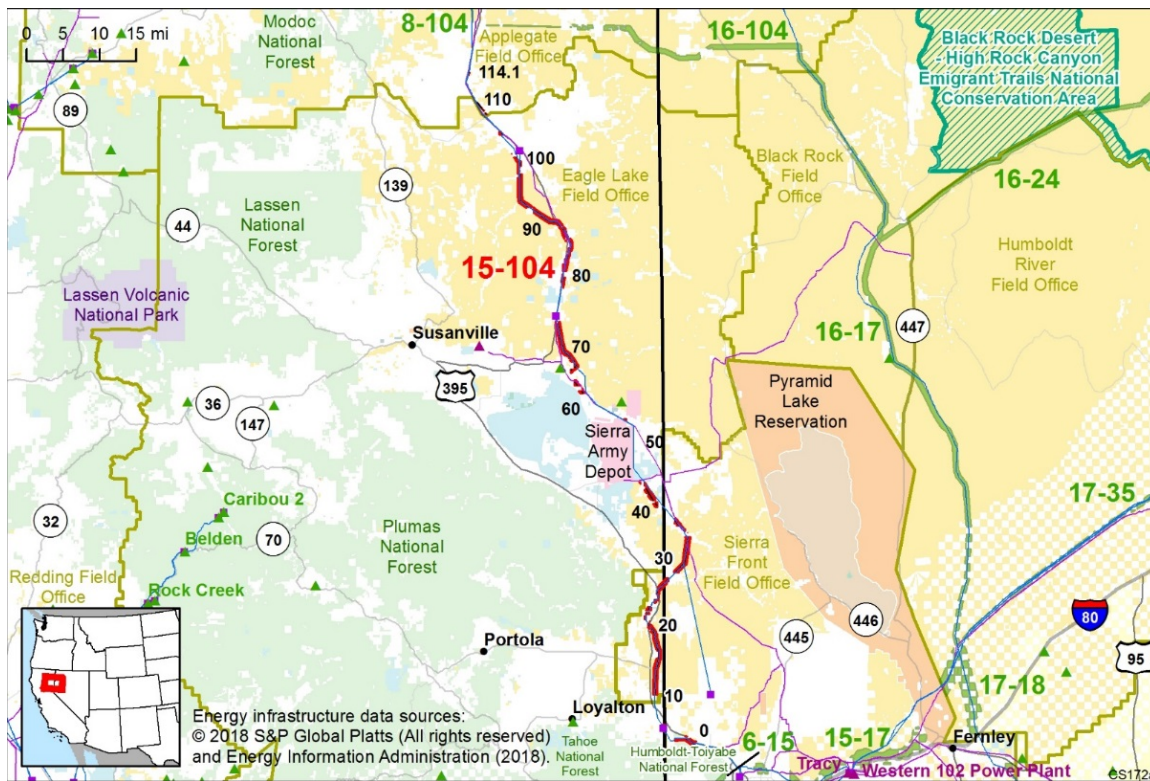 0 5 10 15 mi
Modoc
National
Forest
8-104
Applegate
Field Office
16-104
Black Rock Desert
- High Rock Canyon
Emigrant Trails National
Conservation Area
114.1
110
89
100
139
Eagle Lake
Field Office
Black Rock
Field
Office
16-24
44
Lassen
National
Forest
90
15-104
80
Humboldt
River
Field Office
Lassen Volcanic
National Park
Susanville
70
16-17
447
395
36
147
60
Pyramid
Lake
Reservation
Sierra
Army
Depot
50
17-35
Caribou 2
40
32
Belden
70
Plumas
National
Forest
30
Sierra
Front
Field Office
Redding Field
Office
Rock Creek
20
445
446
80
95
Portola
10
17-18
Loyalton
0
Energy infrastructure data sources:
© 2018 S&P Global Platts (All rights reserved)
and Energy Information Administration (2018).
Tahoe
National
Forest
Humboldt-Toiyabe
National Forest
6-15
15-17
Fernley
Tracy
Western 102 Power Plant